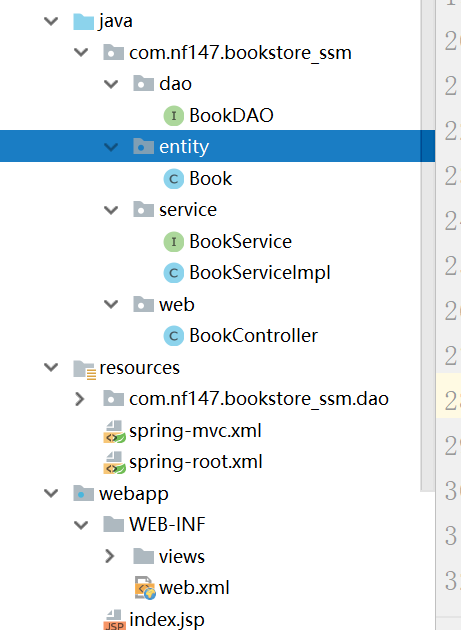 java
com.nf147.bookstore_ssm
dao
I BookDAO
entity
C Book
service
I BookService
C BookServiceImpl
web
C BookController
resources
com.nf147.bookstore_ssm.dao
spring-mvc.xml
spring-root.xml
webapp
WEB-INF
views
web.xml
JSP index.jsp